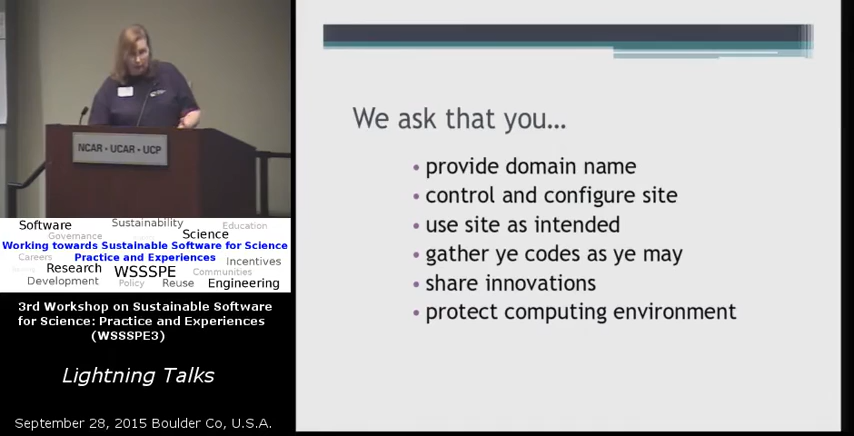 NCAR • UCAR • UCP
Software
Sustainability
Education
Governance
Science
Working towards Sustainable Software for Science
Practice and Experiences
Careers
Incentives
Research
WSSSPE
Communities
Development
Policy
Reuse
Engineering
3rd Workshop on Sustainable Software
for Science: Practice and Experiences
(WSSSPE3)
Lightning Talks
September 28, 2015 Boulder Co, U.S.A.
We ask that you…
• provide domain name
• control and configure site
• use site as intended
• gather ye codes as ye may
• share innovations
• protect computing environment